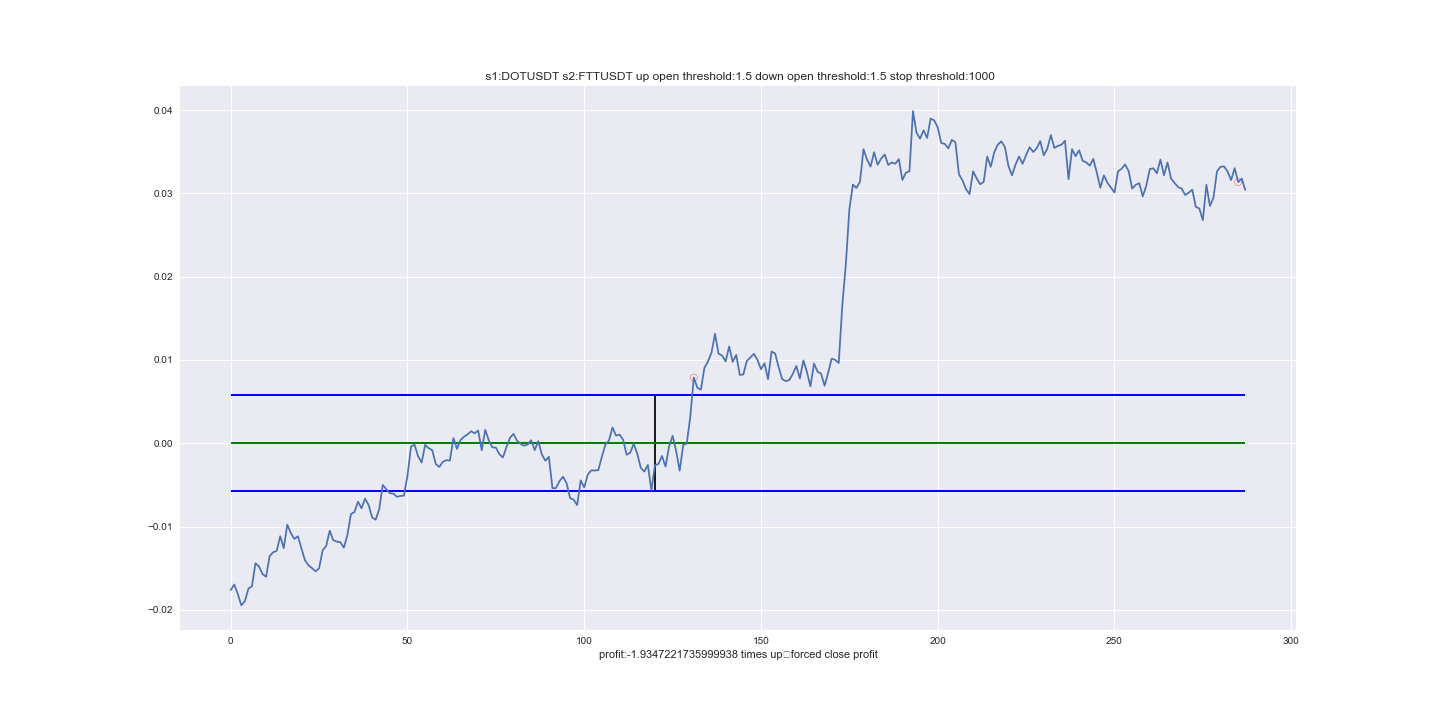 s1:DOTUSDT s2:FTTUSDT up open threshold:1.5 down open threshold:1.5 stop threshold:1000
0.04
0.03
0.02
0.01
0.00
−0.01
−0.02
0 50 100 150 200 250 300
profit:-1.9347221735999938 times up□forced close profit